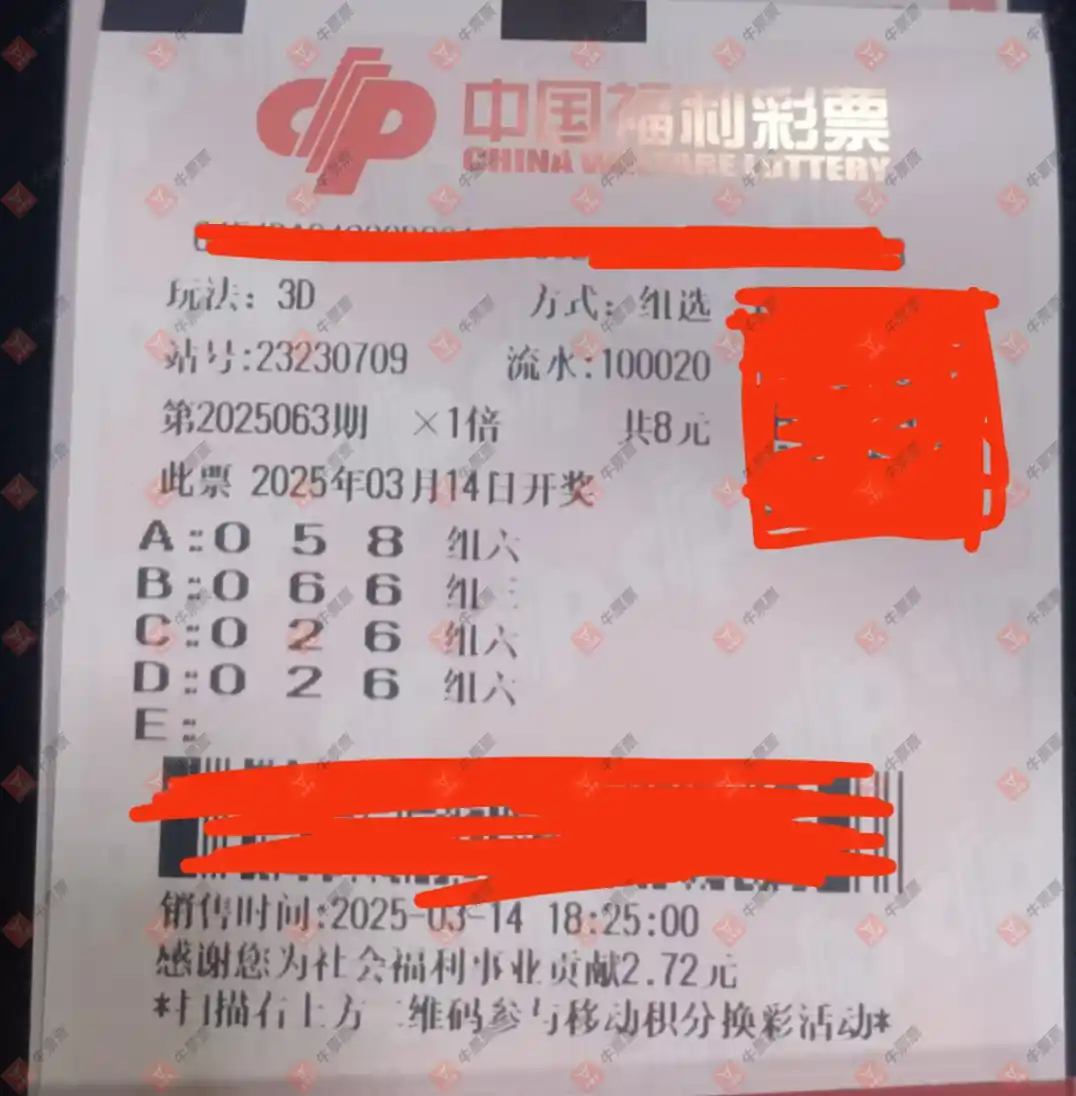 中国福利彩票
CHINA WELFARE LOTTERY
玩法：3D 方式：组选
站号:23230709 流水:100020
第2025063期 ×1倍 共8元
此票 2025年03月14日开奖
A::0 5 8 组六
B::0 6 6 组三
C::0 2 6 组六
D::0 2 6 组六
E::
销售时间:2025-03-14 18:25:00
感谢您为社会福利事业贡献2.72元
*扫描右上方二维码参与移动积分换彩活动*
牛票票